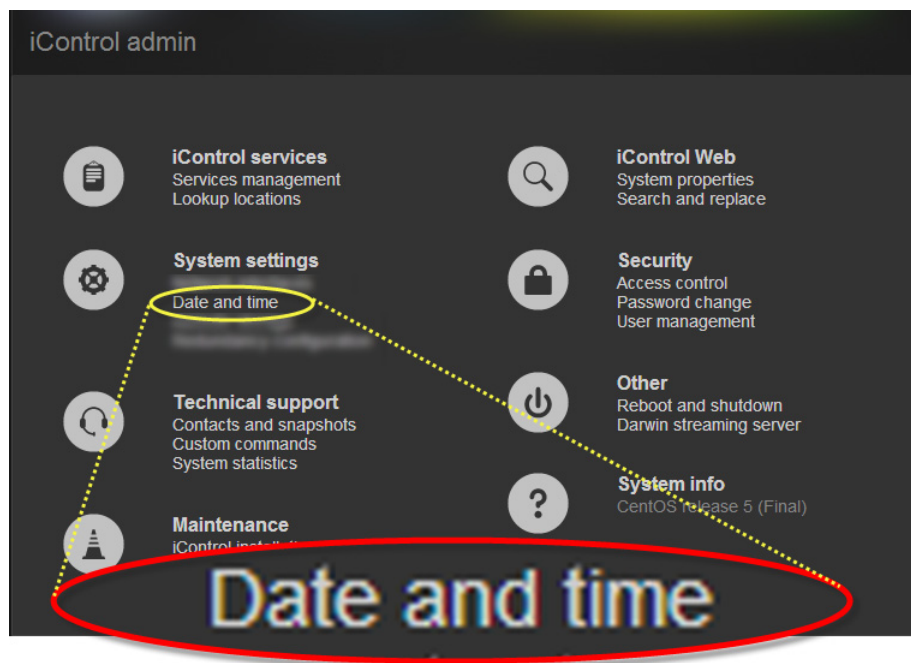 iControl admin
iControl services
Services management
Lookup locations
System settings
Date and time
Technical support
Contacts and snapshots
Custom commands
System statistics
Maintenance
iControl
iControl Web
System properties
Search and replace
Security
Access control
Password change
User management
Other
Reboot and shutdown
Darwin streaming server
System info
CentOS release 5 (Final)
Date and time